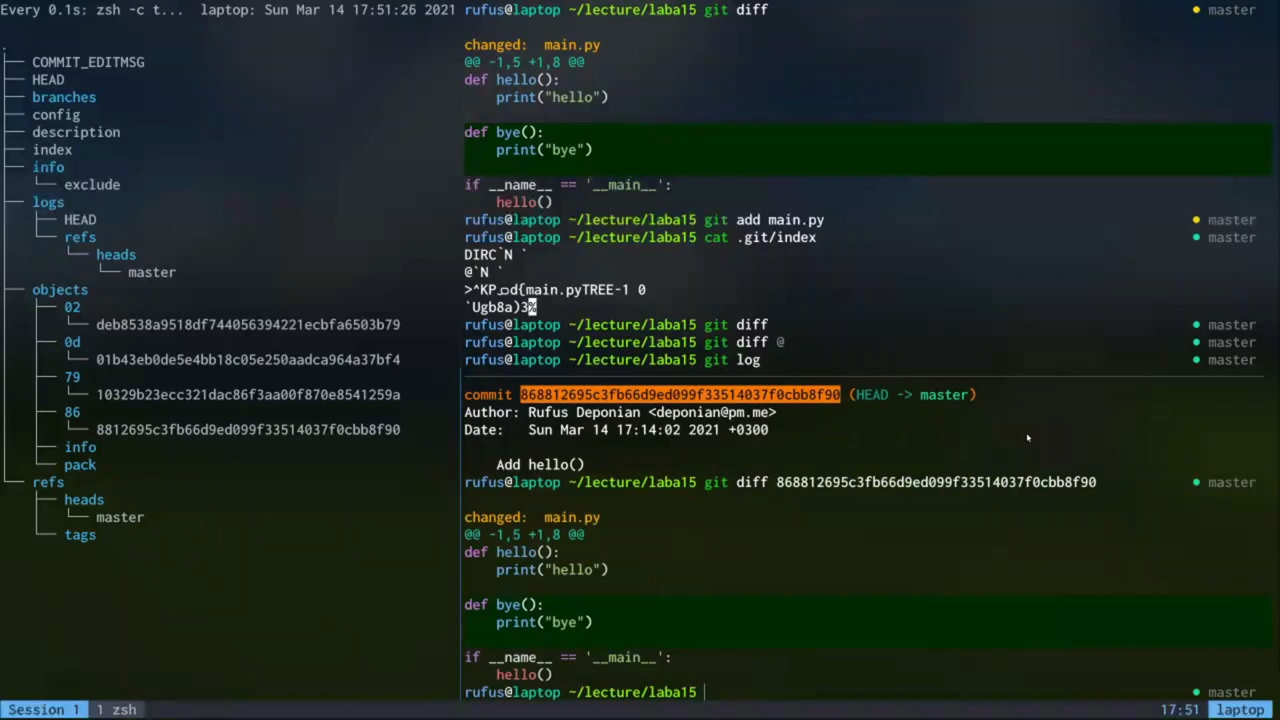 Every 0.1s: zsh -c t...  laptop: Sun Mar 14 17:51:26 2021
.
├── COMMIT_EDITMSG
├── HEAD
├── branches
├── config
├── description
├── index
├── info
│   └── exclude
├── logs
│   ├── HEAD
│   └── refs
│       └── heads
│           └── master
├── objects
│   ├── 02
│   │   └── deb8538a9518df744056394221ecbfa6503b79
│   ├── 0d
│   │   └── 01b43eb0de5e4bb18c05e250aadca964a37bf4
│   ├── 79
│   │   └── 10329b23ecc321dac86f3aa00f870e8541259a
│   ├── 86
│   │   └── 8812695c3fb66d9ed099f33514037f0cbb8f90
│   ├── info
│   └── pack
└── refs
    ├── heads
    │   └── master
    └── tags
rufus@laptop ~/lecture/laba15 git diff ● master
changed:  main.py
@@ -1,5 +1,8 @@
def hello():
    print("hello")
def bye():
    print("bye")
if __name__ == '__main__':
    hello()
rufus@laptop ~/lecture/laba15 git add main.py ● master
rufus@laptop ~/lecture/laba15 cat .git/index ● master
DIRC`N `
@`N `
main.pyTREE-1 0
`Ugb8a)3%
rufus@laptop ~/lecture/laba15 git diff ● master
rufus@laptop ~/lecture/laba15 git diff @ ● master
rufus@laptop ~/lecture/laba15 git log ● master
commit 868812695c3fb66d9ed099f33514037f0cbb8f90 (HEAD -> master)
Author: Rufus Deponian <deponian@pm.me>
Date:   Sun Mar 14 17:14:02 2021 +0300
    Add hello()
rufus@laptop ~/lecture/laba15 git diff 868812695c3fb66d9ed099f33514037f0cbb8f90 ● master
changed:  main.py
@@ -1,5 +1,8 @@
def hello():
    print("hello")
def bye():
    print("bye")
if __name__ == '__main__':
    hello()
rufus@laptop ~/lecture/laba15 ● master
Session 1  1 zsh  17:51  laptop